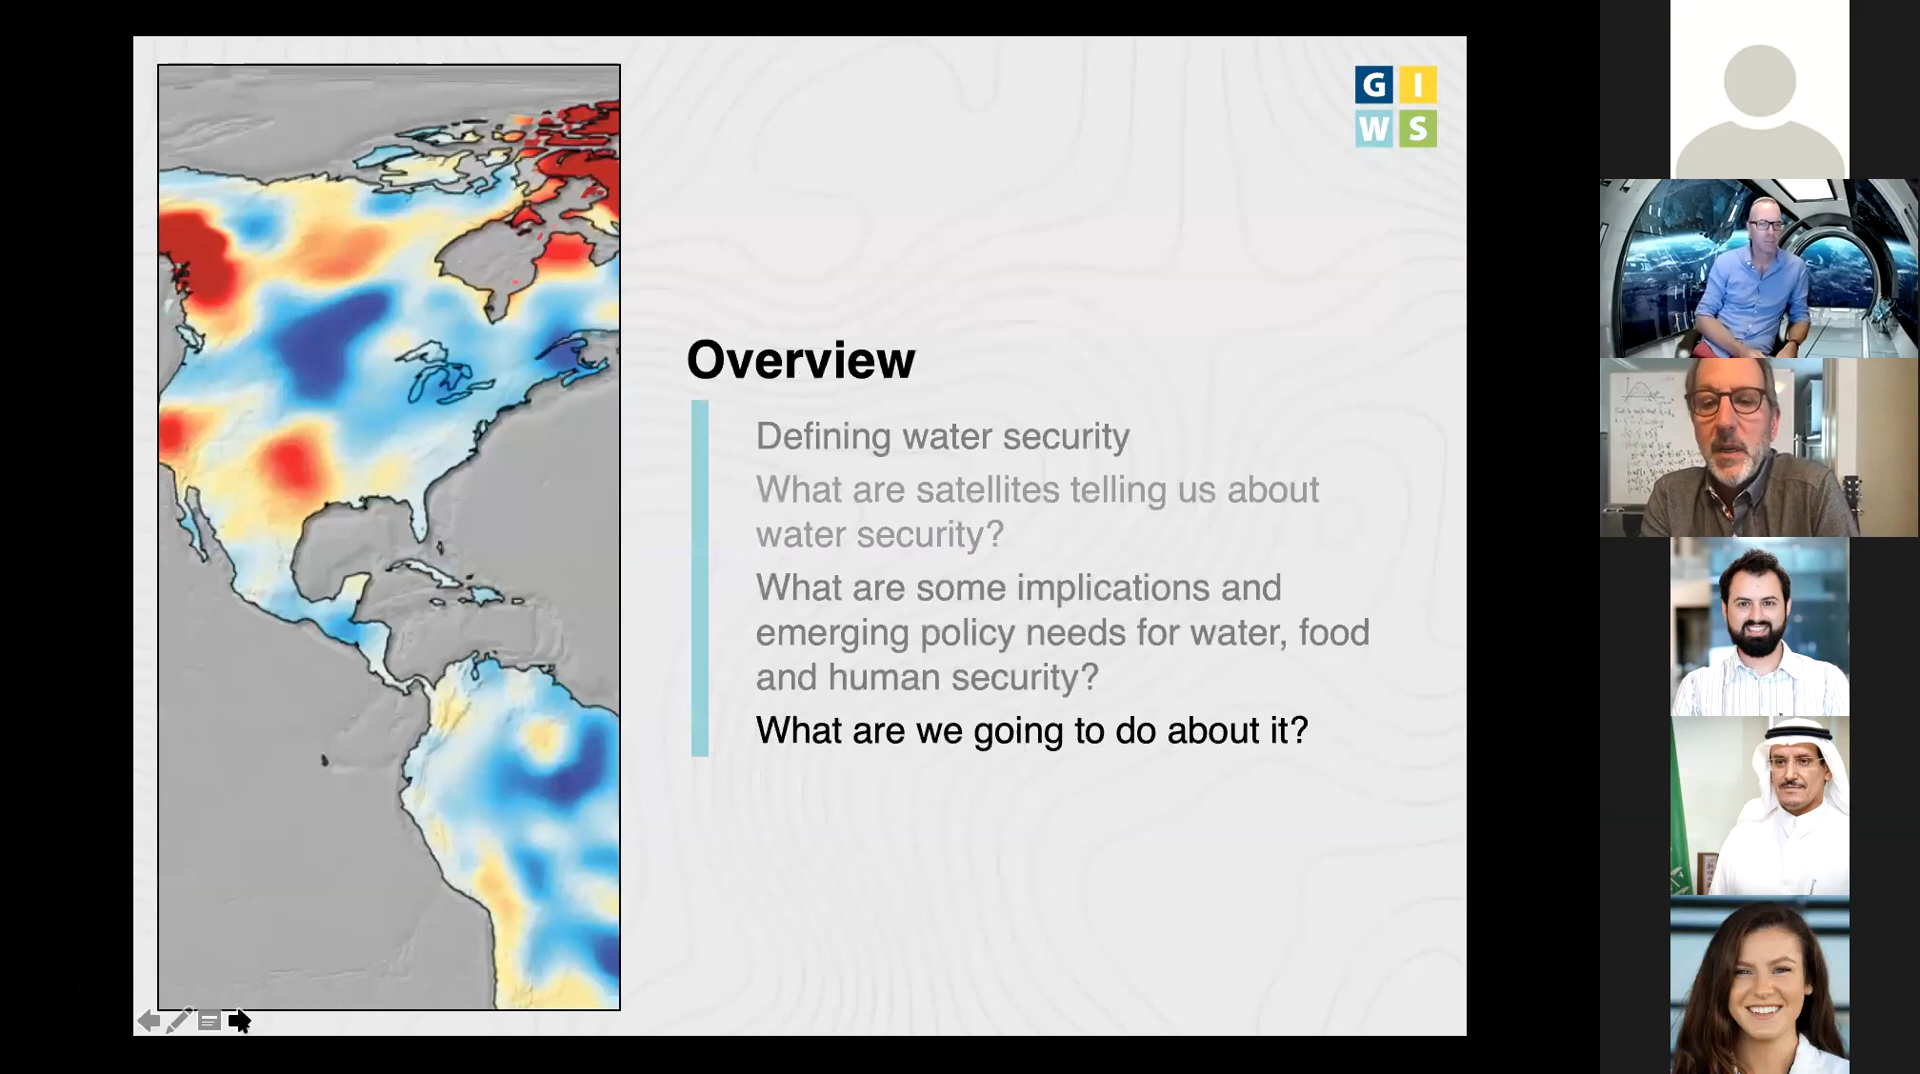 G I
W S
Overview
Defining water security
What are satellites telling us about
water security?
What are some implications and
emerging policy needs for water, food
and human security?
What are we going to do about it?